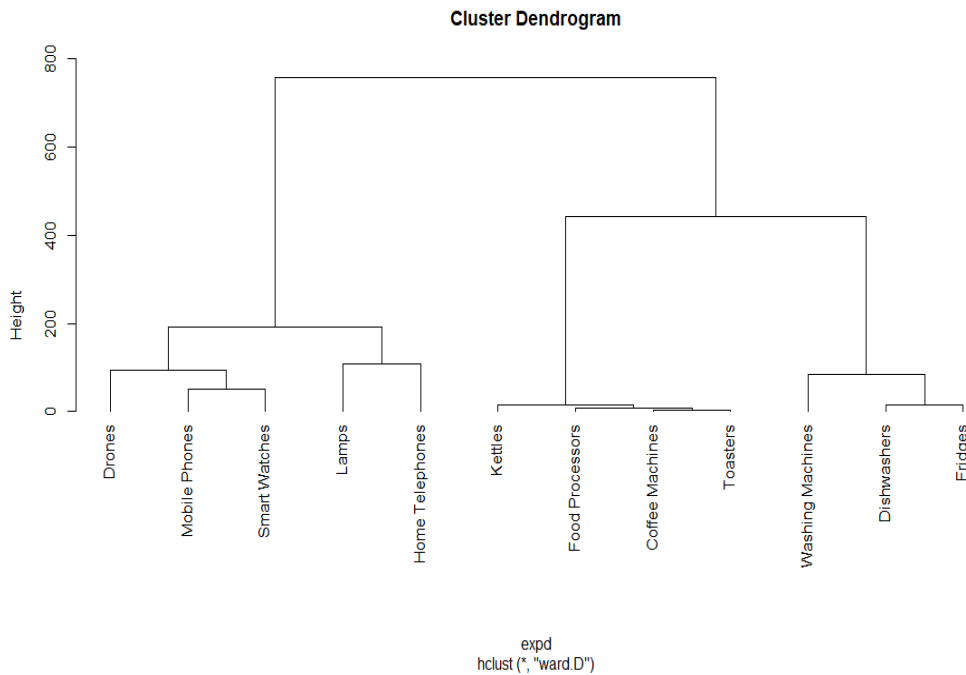 Cluster Dendrogram
Height
0
200
400
600
800
Drones
Mobile Phones
Smart Watches
Lamps
Home Telephones
Kettles
Food Processors
Coffee Machines
Toasters
Washing Machines
Dishwashers
Fridges
expd
hclust (*, "ward.D")